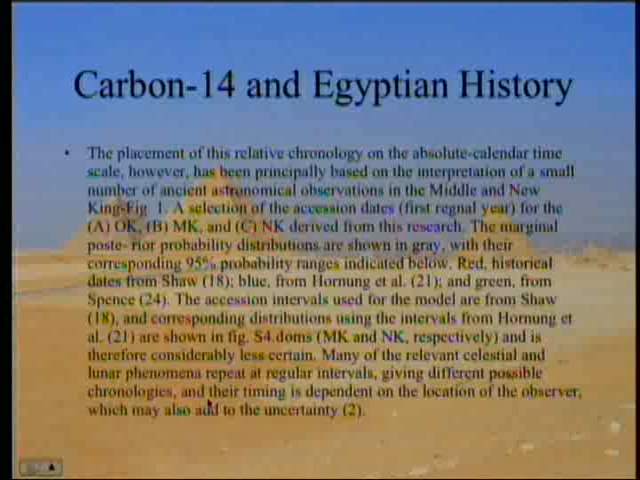 Carbon-14 and Egyptian History
• The placement of this relative chronology on the absolute-calendar time
scale, however, has been principally based on the interpretation of a small
number of ancient astronomical observations in the Middle and New
King-Fig 1. A selection of the accession dates (first regnal year) for the
(A) OK, (B) MK, and (C) NK derived from this research. The marginal
poste- rior probability distributions are shown in gray, with their
corresponding 95% probability ranges indicated below. Red, historical
dates from Shaw (18); blue, from Hornung et al. (21); and green, from
Spence (24). The accession intervals used for the model are from Shaw
(18), and corresponding distributions using the intervals from Hornung et
al. (21) are shown in fig. S4.doms (MK and NK, respectively) and is
therefore considerably less certain. Many of the relevant celestial and
lunar phenomena repeat at regular intervals, giving different possible
chronologies, and their timing is dependent on the location of the observer,
which may also add to the uncertainty (2).